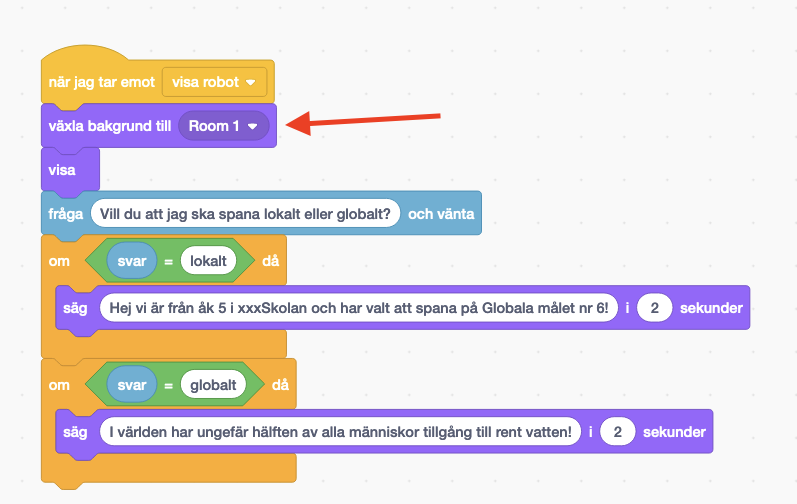 när jag tar emot visa robot
växla bakgrund till Room 1
visa
fråga Vill du att jag ska spana lokalt eller globalt? och vänta
om svar = lokalt då
säg Hej vi är från åk 5 i xxxSkolan och har valt att spana på Globala målet nr 6! i 2 sekunder
om svar = globalt då
säg I världen har ungefär hälften av alla människor tillgång till rent vatten! i 2 sekunder